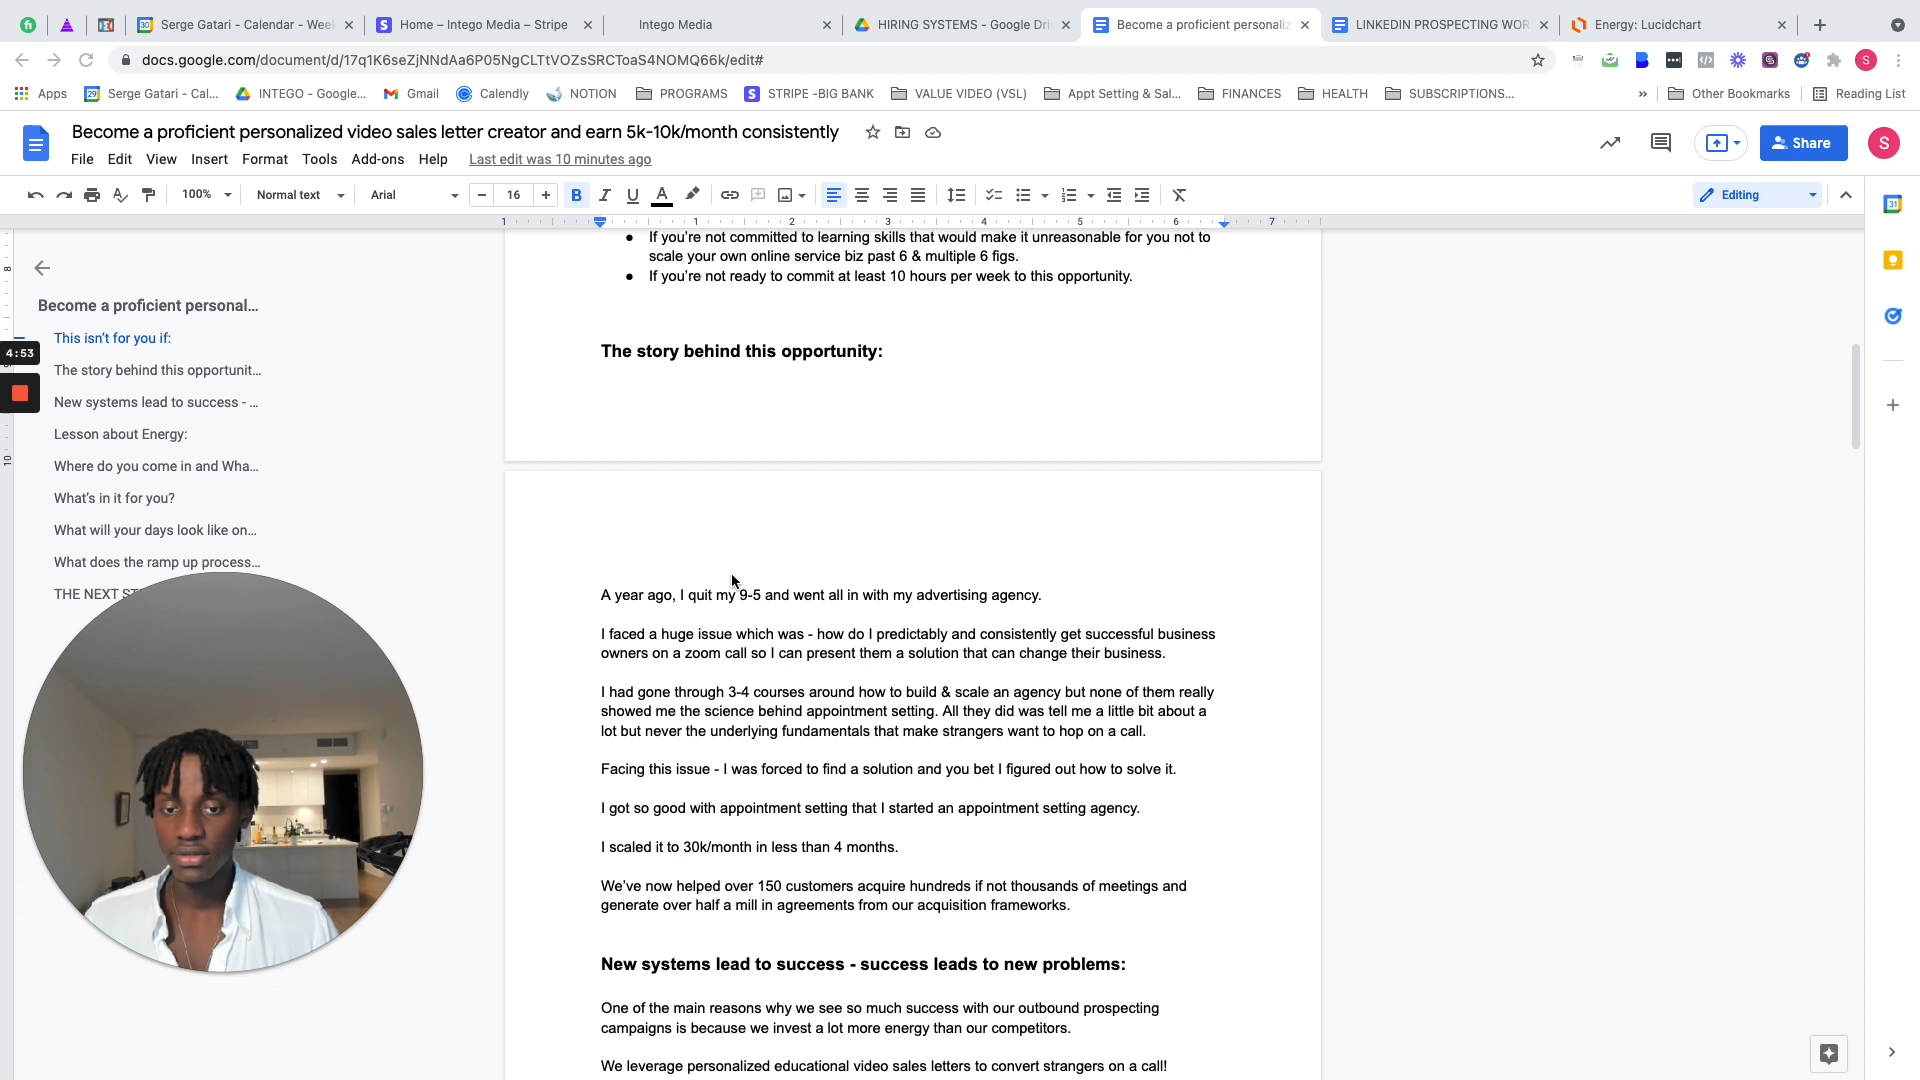 Serge Gatari - Calendar - Wee
Home – Intego Media – Stripe
Intego Media
HIRING SYSTEMS - Google Dri
Become a proficient personaliz
LINKEDIN PROSPECTING WOR
Energy: Lucidchart
docs.google.com/document/d/17q1K6seZjNNdAa6P05NgCLTtVOZsSRCToaS4NOMQ66k/edit#
S
Apps
Serge Gatari - Cal...
INTEGO - Google...
Gmail
Calendly
NOTION
PROGRAMS
STRIPE -BIG BANK
VALUE VIDEO (VSL)
Appt Setting & Sal...
FINANCES
HEALTH
SUBSCRIPTIONS...
»
Other Bookmarks
Reading List
Become a proficient personalized video sales letter creator and earn 5k-10k/month consistently
File Edit View Insert Format Tools Add-ons Help Last edit was 10 minutes ago
Share
S
100%
Normal text
Arial
16
B I U A
Editing
31
1 1 2 3 4 5 6 7
8
10
Become a proficient personal...
This isn't for you if:
The story behind this opportunit...
New systems lead to success - ...
Lesson about Energy:
Where do you come in and Wha...
What's in it for you?
What will your days look like on...
What does the ramp up process...
THE NEXT ST
4:53
● If you're not committed to learning skills that would make it unreasonable for you not to
scale your own online service biz past 6 & multiple 6 figs.
● If you're not ready to commit at least 10 hours per week to this opportunity.
The story behind this opportunity:
A year ago, I quit my 9-5 and went all in with my advertising agency.
I faced a huge issue which was - how do I predictably and consistently get successful business
owners on a zoom call so I can present them a solution that can change their business.
I had gone through 3-4 courses around how to build & scale an agency but none of them really
showed me the science behind appointment setting. All they did was tell me a little bit about a
lot but never the underlying fundamentals that make strangers want to hop on a call.
Facing this issue - I was forced to find a solution and you bet I figured out how to solve it.
I got so good with appointment setting that I started an appointment setting agency.
I scaled it to 30k/month in less than 4 months.
We've now helped over 150 customers acquire hundreds if not thousands of meetings and
generate over half a mill in agreements from our acquisition frameworks.
New systems lead to success - success leads to new problems:
One of the main reasons why we see so much success with our outbound prospecting
campaigns is because we invest a lot more energy than our competitors.
We leverage personalized educational video sales letters to convert strangers on a call!